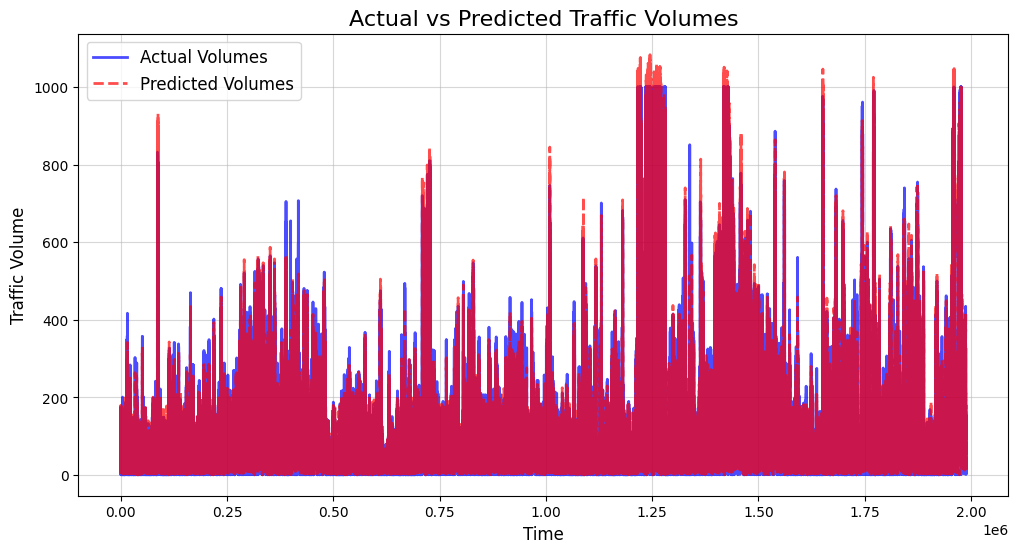 Actual vs Predicted Traffic Volumes
Actual Volumes
Predicted Volumes
Traffic Volume
1000
800
600
400
200
0
0.00 0.25 0.50 0.75 1.00 1.25 1.50 1.75 2.00
1e6
Time